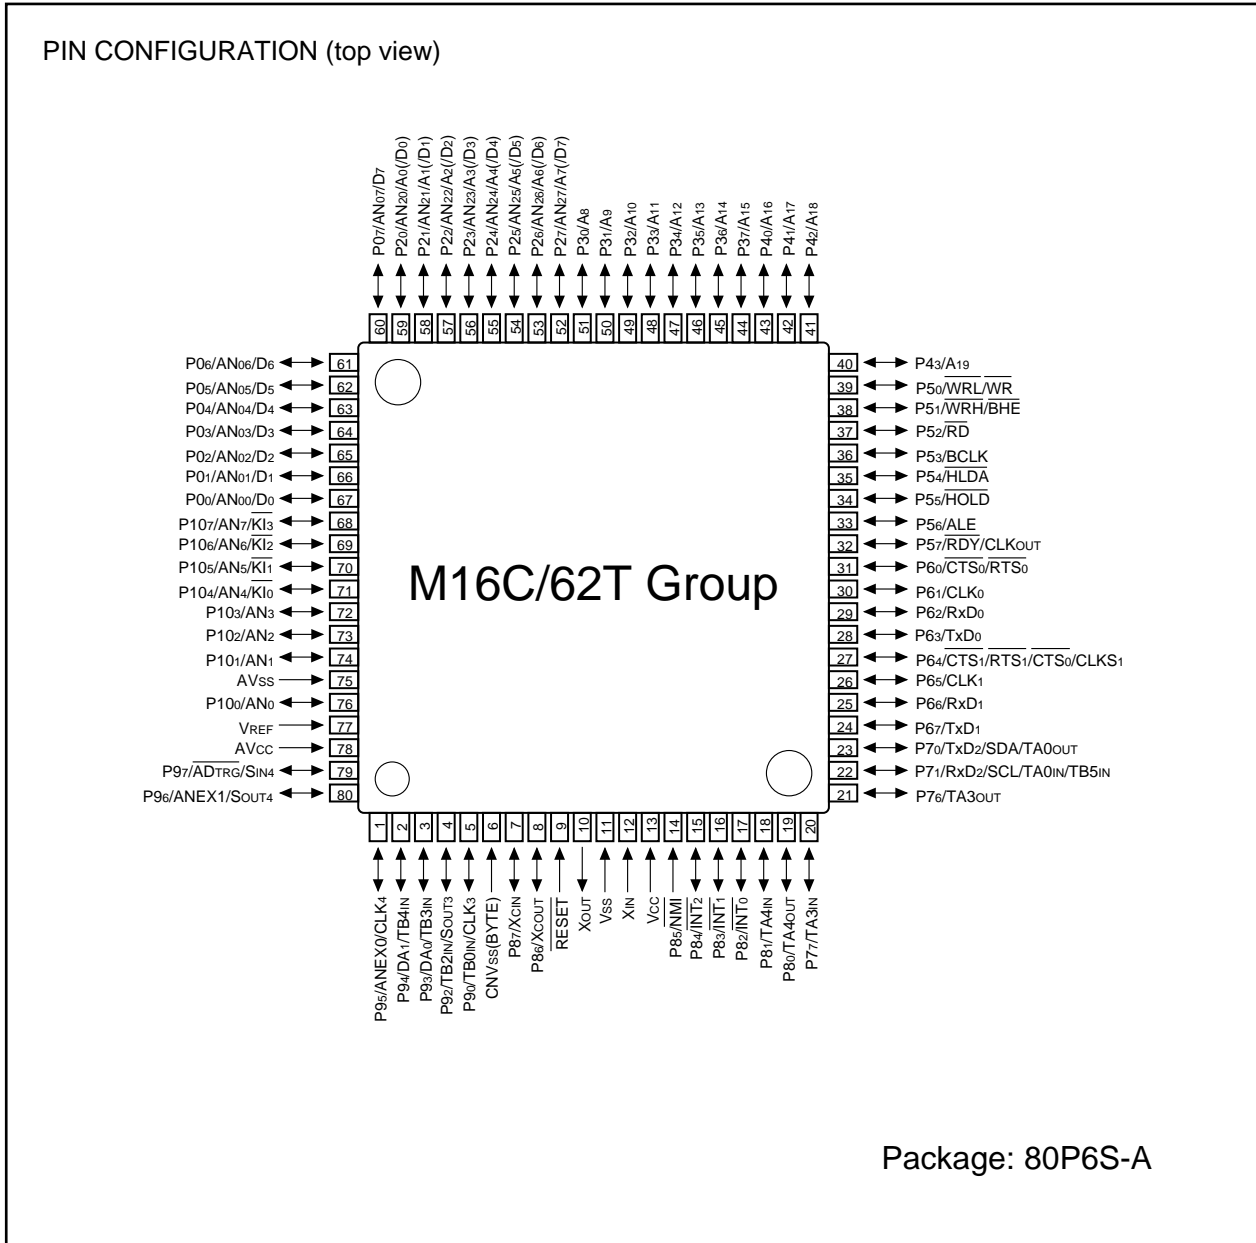 PIN CONFIGURATION (top view)
P07/AN07/D7
P20/AN20/A0(/D0)
P21/AN21/A1(/D1)
P22/AN22/A2(/D2)
P23/AN23/A3(/D3)
P24/AN24/A4(/D4)
P25/AN25/A5(/D5)
P26/AN26/A6(/D6)
P27/AN27/A7(/D7)
P30/A8
P31/A9
P32/A10
P33/A11
P34/A12
P35/A13
P36/A14
P37/A15
P40/A16
P41/A17
P42/A18
60 59 58 57 56 55 54 53 52 51 50 49 48 47 46 45 44 43 42 41
P06/AN06/D6 61
P05/AN05/D5 62
P04/AN04/D4 63
P03/AN03/D3 64
P02/AN02/D2 65
P01/AN01/D1 66
P00/AN00/D0 67
P107/AN7/KI3 68
P106/AN6/KI2 69
P105/AN5/KI1 70
P104/AN4/KI0 71
P103/AN3 72
P102/AN2 73
P101/AN1 74
AVSS 75
P100/AN0 76
VREF 77
AVCC 78
P97/ADTRG/SIN4 79
P96/ANEX1/SOUT4 80
M16C/62T Group
40 P43/A19
39 P50/WRL/WR
38 P51/WRH/BHE
37 P52/RD
36 P53/BCLK
35 P54/HLDA
34 P55/HOLD
33 P56/ALE
32 P57/RDY/CLKOUT
31 P60/CTS0/RTS0
30 P61/CLK0
29 P62/RxD0
28 P63/TxD0
27 P64/CTS1/RTS1/CTS0/CLKS1
26 P65/CLK1
25 P66/RxD1
24 P67/TxD1
23 P70/TxD2/SDA/TA0OUT
22 P71/RxD2/SCL/TA0IN/TB5IN
21 P76/TA3OUT
1 2 3 4 5 6 7 8 9 10 11 12 13 14 15 16 17 18 19 20
P95/ANEX0/CLK4
P94/DA1/TB4IN
P93/DA0/TB3IN
P92/TB2IN/SOUT3
P90/TB0IN/CLK3
CNVSS(BYTE)
P87/XCIN
P86/XCOUT
RESET
XOUT
VSS
XIN
VCC
P85/NMI
P84/INT2
P83/INT1
P82/INT0
P81/TA4IN
P80/TA4OUT
P77/TA3IN
Package: 80P6S-A